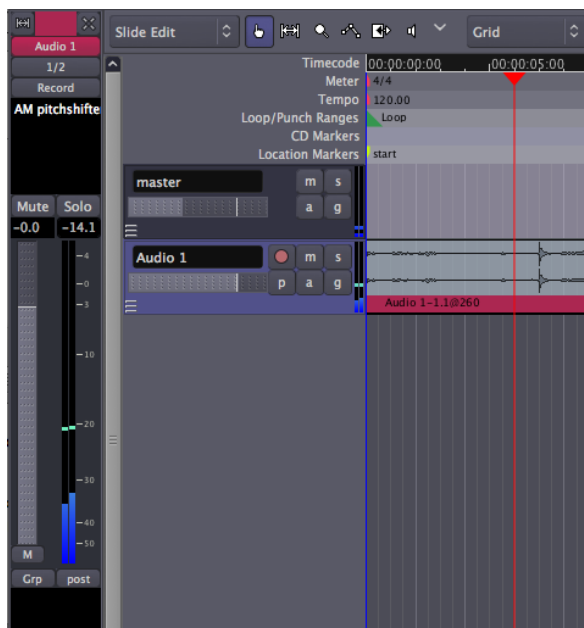 Audio 1
1/2
Record
AM pitchshifte
Mute Solo
-0.0 -14.1
-4
-0
-3
-10
-20
-30
-40
-50
M
Grp post
Slide Edit Grid
Timecode 00:00:00:00 00:00:05:00
Meter 4/4
Tempo 120.00
Loop/Punch Ranges Loop
CD Markers
Location Markers start
master m s
a g
Audio 1 m s
p a g
Audio 1-1.1@260